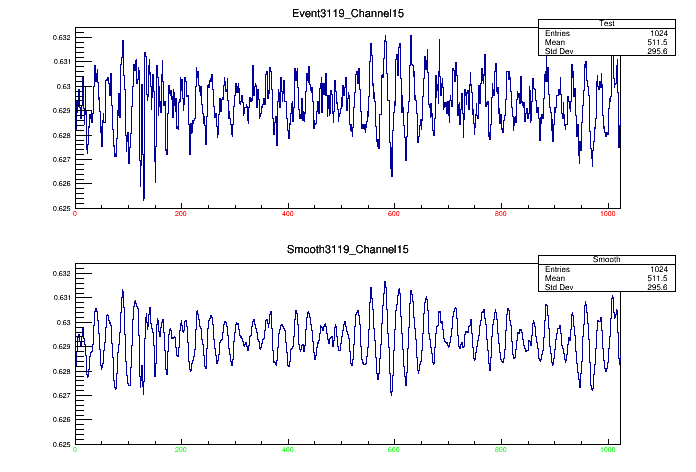 Event3119_Channel15
Test
Entries 1024
Mean 511.5
Std Dev 295.6
0.632
0.631
0.63
0.629
0.628
0.627
0.626
0.625
0 200 400 600 800 1000
Smooth3119_Channel15
Smooth
Entries 1024
Mean 511.5
Std Dev 295.6
0.632
0.631
0.63
0.629
0.628
0.627
0.626
0.625
0 200 400 600 800 1000